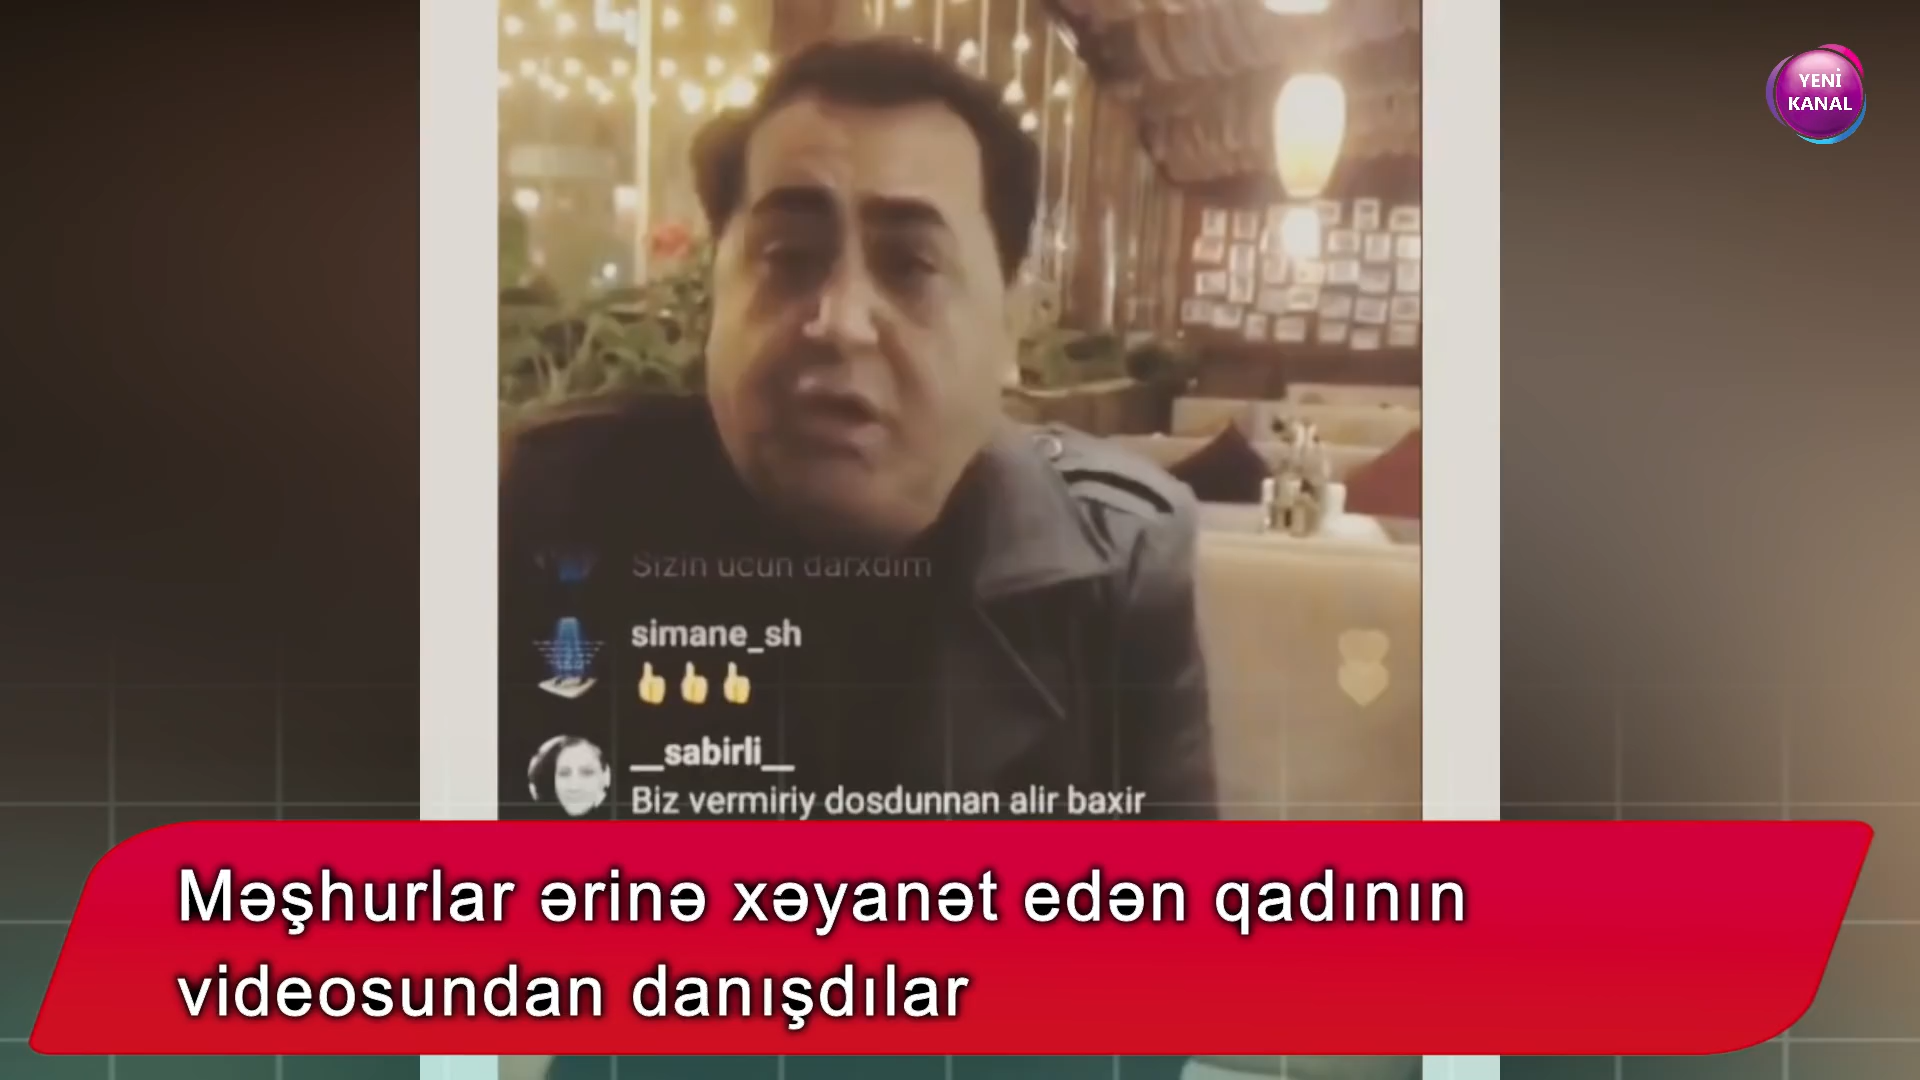 YENİ
KANAL
Sizin ucun darxdim
simane_sh
__sabirli__
Biz vermiriy dosdunnan alir baxir
Məşhurlar ərinə xəyanət edən qadının
videosundan danışdılar